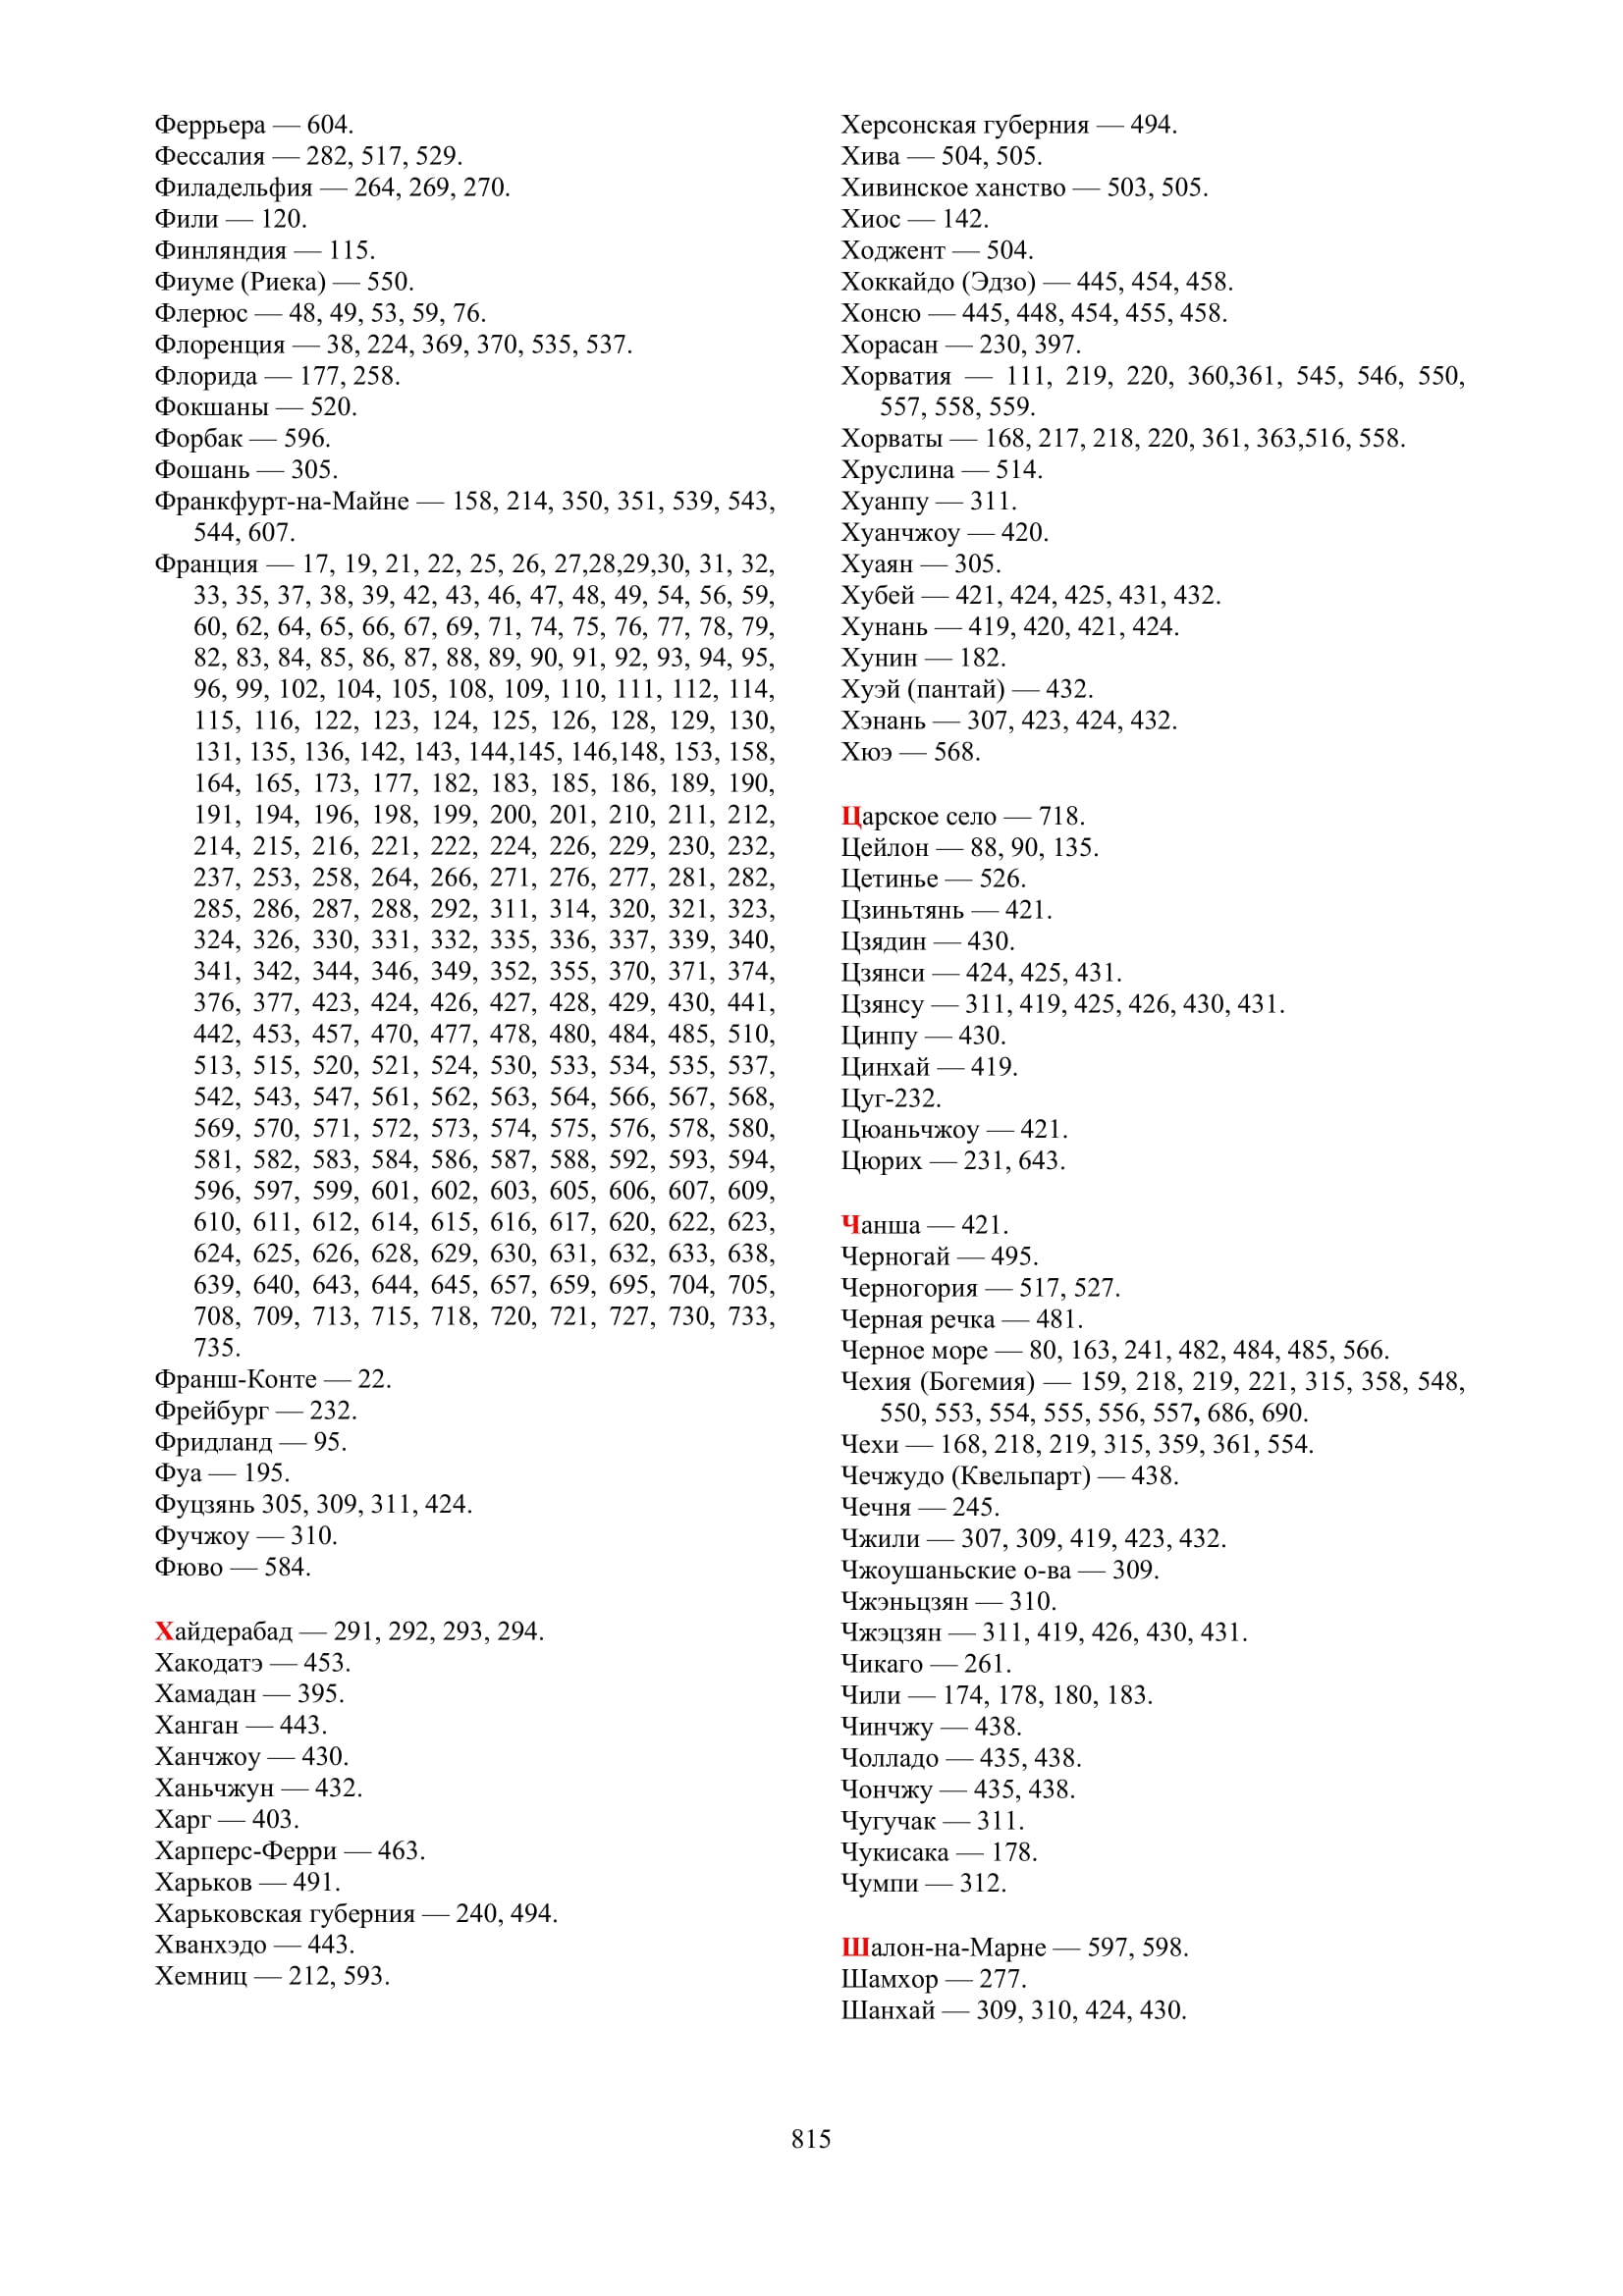 Феррьера — 604.
Фессалия — 282, 517, 529.
Филадельфия — 264, 269, 270.
Фили — 120.
Финляндия — 115.
Фиуме (Риека) — 550.
Флерюс — 48, 49, 53, 59, 76.
Флоренция — 38, 224, 369, 370, 535, 537.
Флорида — 177, 258.
Фокшаны — 520.
Форбак — 596.
Фошань — 305.
Франкфурт-на-Майне — 158, 214, 350, 351, 539, 543,
544, 607.
Франция — 17, 19, 21, 22, 25, 26, 27,28,29,30, 31, 32,
33, 35, 37, 38, 39, 42, 43, 46, 47, 48, 49, 54, 56, 59,
60, 62, 64, 65, 66, 67, 69, 71, 74, 75, 76, 77, 78, 79,
82, 83, 84, 85, 86, 87, 88, 89, 90, 91, 92, 93, 94, 95,
96, 99, 102, 104, 105, 108, 109, 110, 111, 112, 114,
115, 116, 122, 123, 124, 125, 126, 128, 129, 130,
131, 135, 136, 142, 143, 144,145, 146,148, 153, 158,
164, 165, 173, 177, 182, 183, 185, 186, 189, 190,
191, 194, 196, 198, 199, 200, 201, 210, 211, 212,
214, 215, 216, 221, 222, 224, 226, 229, 230, 232,
237, 253, 258, 264, 266, 271, 276, 277, 281, 282,
285, 286, 287, 288, 292, 311, 314, 320, 321, 323,
324, 326, 330, 331, 332, 335, 336, 337, 339, 340,
341, 342, 344, 346, 349, 352, 355, 370, 371, 374,
376, 377, 423, 424, 426, 427, 428, 429, 430, 441,
442, 453, 457, 470, 477, 478, 480, 484, 485, 510,
513, 515, 520, 521, 524, 530, 533, 534, 535, 537,
542, 543, 547, 561, 562, 563, 564, 566, 567, 568,
569, 570, 571, 572, 573, 574, 575, 576, 578, 580,
581, 582, 583, 584, 586, 587, 588, 592, 593, 594,
596, 597, 599, 601, 602, 603, 605, 606, 607, 609,
610, 611, 612, 614, 615, 616, 617, 620, 622, 623,
624, 625, 626, 628, 629, 630, 631, 632, 633, 638,
639, 640, 643, 644, 645, 657, 659, 695, 704, 705,
708, 709, 713, 715, 718, 720, 721, 727, 730, 733,
735.
Франш-Конте — 22.
Фрейбург — 232.
Фридланд — 95.
Фуа — 195.
Фуцзянь 305, 309, 311, 424.
Фучжоу — 310.
Фюво — 584.
Хайдерабад — 291, 292, 293, 294.
Хакодатэ — 453.
Хамадан — 395.
Ханган — 443.
Ханчжоу — 430.
Ханьчжун — 432.
Харг — 403.
Харперс-Ферри — 463.
Харьков — 491.
Харьковская губерния — 240, 494.
Хванхэдо — 443.
Хемниц — 212, 593.
Херсонская губерния — 494.
Хива — 504, 505.
Хивинское ханство — 503, 505.
Хиос — 142.
Ходжент — 504.
Хоккайдо (Эдзо) — 445, 454, 458.
Хонсю — 445, 448, 454, 455, 458.
Хорасан — 230, 397.
Хорватия — 111, 219, 220, 360,361, 545, 546, 550,
557, 558, 559.
Хорваты — 168, 217, 218, 220, 361, 363,516, 558.
Хруслина — 514.
Хуанпу — 311.
Хуанчжоу — 420.
Хуаян — 305.
Хубей — 421, 424, 425, 431, 432.
Хунань — 419, 420, 421, 424.
Хунин — 182.
Хуэй (пантай) — 432.
Хэнань — 307, 423, 424, 432.
Хюэ — 568.
Царское село — 718.
Цейлон — 88, 90, 135.
Цетинье — 526.
Цзиньтянь — 421.
Цзядин — 430.
Цзянси — 424, 425, 431.
Цзянсу — 311, 419, 425, 426, 430, 431.
Цинпу — 430.
Цинхай — 419.
Цуг-232.
Цюаньчжоу — 421.
Цюрих — 231, 643.
Чанша — 421.
Черногай — 495.
Черногория — 517, 527.
Черная речка — 481.
Черное море — 80, 163, 241, 482, 484, 485, 566.
Чехия (Богемия) — 159, 218, 219, 221, 315, 358, 548,
550, 553, 554, 555, 556, 557, 686, 690.
Чехи — 168, 218, 219, 315, 359, 361, 554.
Чечжудо (Квельпарт) — 438.
Чечня — 245.
Чжили — 307, 309, 419, 423, 432.
Чжоушаньские о-ва — 309.
Чжэньцзян — 310.
Чжэцзян — 311, 419, 426, 430, 431.
Чикаго — 261.
Чили — 174, 178, 180, 183.
Чинчжу — 438.
Чолладо — 435, 438.
Чончжу — 435, 438.
Чугучак — 311.
Чукисака — 178.
Чумпи — 312.
Шалон-на-Марне — 597, 598.
Шамхор — 277.
Шанхай — 309, 310, 424, 430.
815